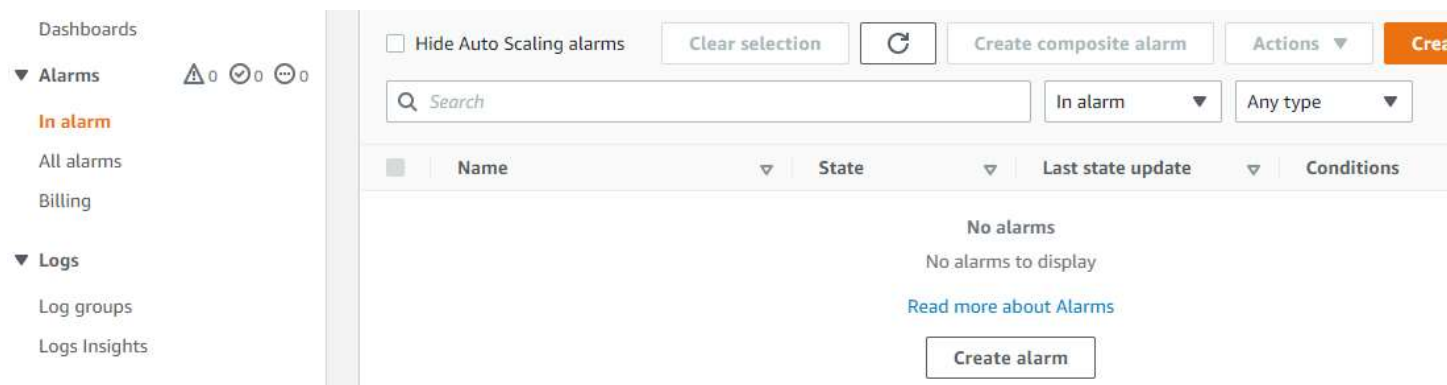 Dashboards
Alarms 0 0 0
In alarm
All alarms
Billing
Logs
Log groups
Logs Insights
Hide Auto Scaling alarms Clear selection Create composite alarm Actions Crea
Search In alarm Any type
Name State Last state update Conditions
No alarms
No alarms to display
Read more about Alarms
Create alarm